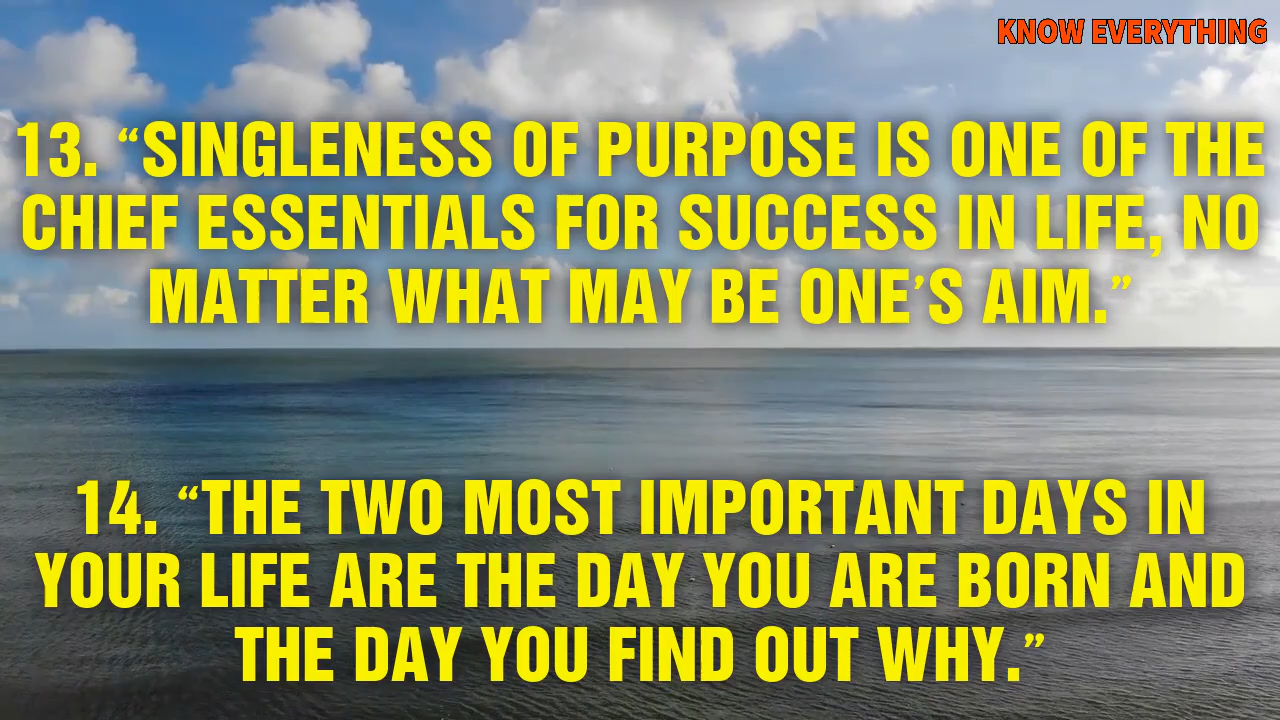 KNOW EVERYTHING
13. “SINGLENESS OF PURPOSE IS ONE OF THE
CHIEF ESSENTIALS FOR SUCCESS IN LIFE, NO
MATTER WHAT MAY BE ONE’S AIM.”
14. “THE TWO MOST IMPORTANT DAYS IN
YOUR LIFE ARE THE DAY YOU ARE BORN AND
THE DAY YOU FIND OUT WHY.”